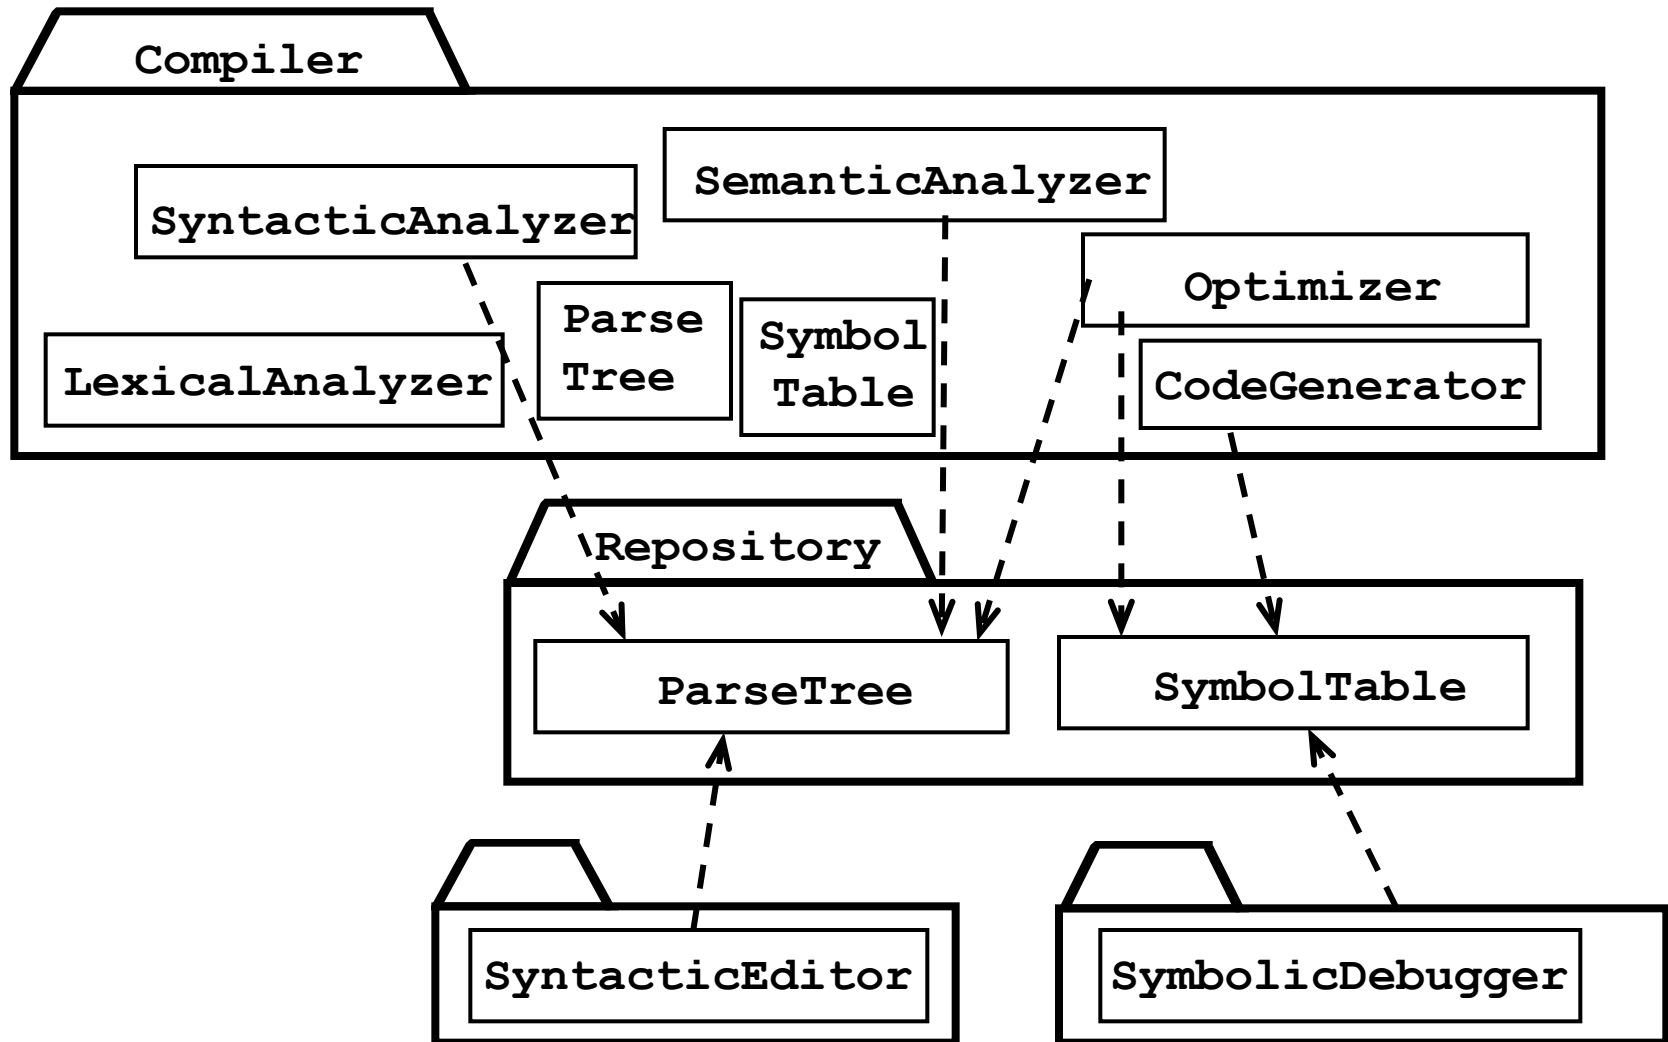 Compiler
SemanticAnalyzer
SyntacticAnalyzer
Optimizer
Parse
Tree
Symbol
Table
LexicalAnalyzer
CodeGenerator
Repository
ParseTree
SymbolTable
SyntacticEditor
SymbolicDebugger